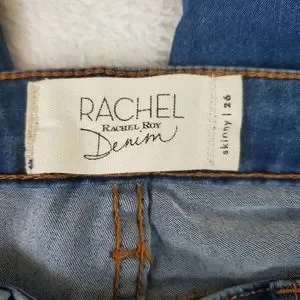 RACHEL
RACHEL ROY
Denim
skinny | 26